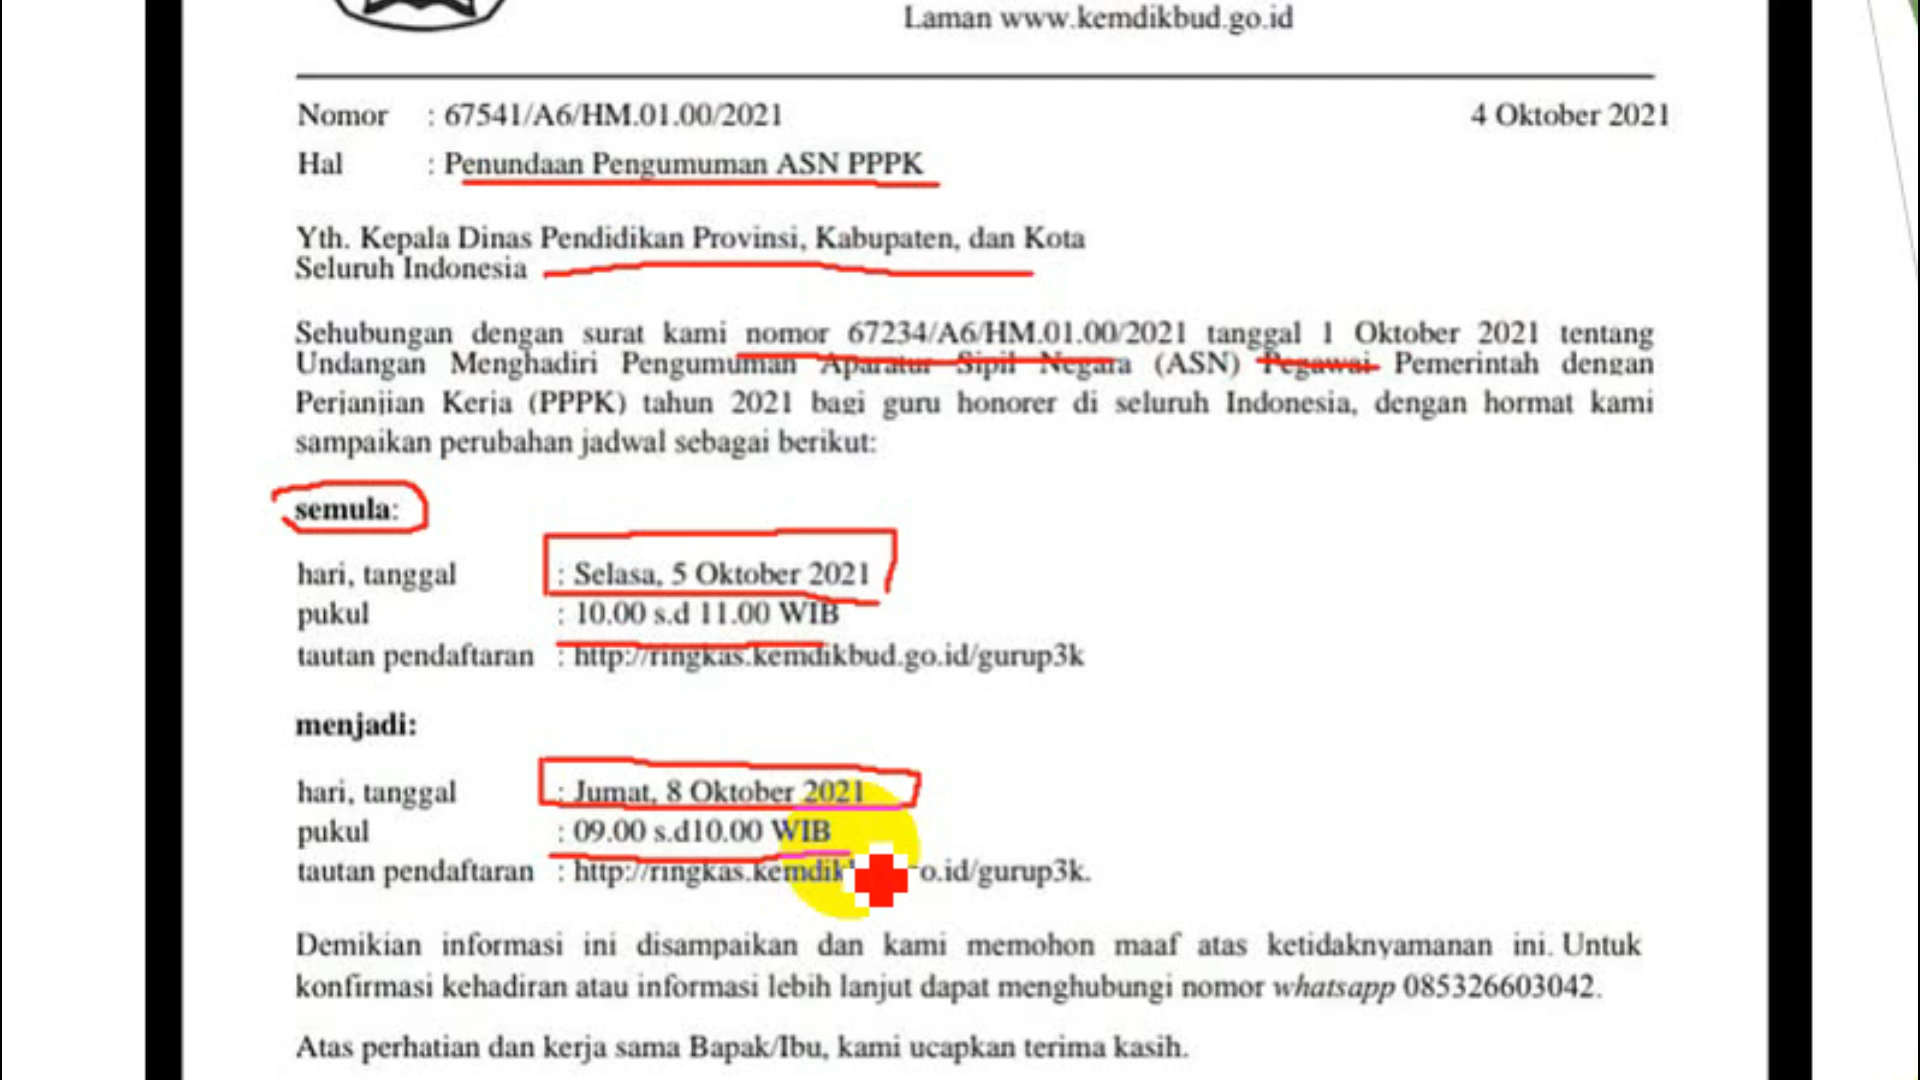 Laman www.kemdikbud.go.id
Nomor : 67541/A6/HM.01.00/2021 4 Oktober 2021
Hal : Penundaan Pengumuman ASN PPPK
Yth. Kepala Dinas Pendidikan Provinsi, Kabupaten, dan Kota
Seluruh Indonesia
Sehubungan dengan surat kami nomor 67234/A6/HM.01.00/2021 tanggal 1 Oktober 2021 tentang
Undangan Menghadiri Pengumuman Aparatur Sipil Negara (ASN) Pegawai Pemerintah dengan
Perjanjian Kerja (PPPK) tahun 2021 bagi guru honorer di seluruh Indonesia, dengan hormat kami
sampaikan perubahan jadwal sebagai berikut:
semula:
hari, tanggal : Selasa, 5 Oktober 2021
pukul : 10.00 s.d 11.00 WIB
tautan pendaftaran : http://ringkas.kemdikbud.go.id/gurup3k
menjadi:
hari, tanggal : Jumat, 8 Oktober 2021
pukul : 09.00 s.d10.00 WIB
tautan pendaftaran : http://ringkas.kemdik o.id/gurup3k.
Demikian informasi ini disampaikan dan kami memohon maaf atas ketidaknyamanan ini. Untuk
konfirmasi kehadiran atau informasi lebih lanjut dapat menghubungi nomor whatsapp 085326603042.
Atas perhatian dan kerja sama Bapak/Ibu, kami ucapkan terima kasih.